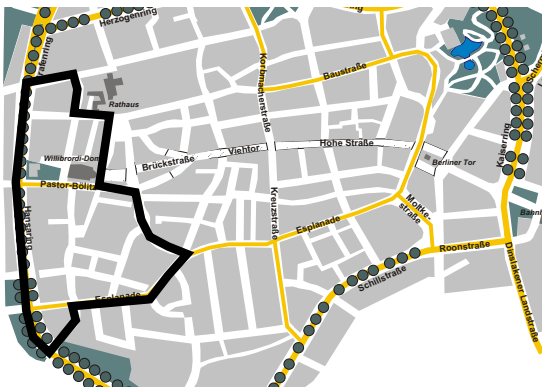 Herzogenring
Korbmacherstraße
Baustraße
Rathaus
Kaiserring
Willibrordi-Dom
Brückstraße
Viehtor
Hohe Straße
Berliner Tor
Pastor-Bölitz
Kreuzstraße
Moltke-
straße
Hansaring
Esplanade
Roonstraße
Esplanade
Schillstraße
Dinslakener Landstraße